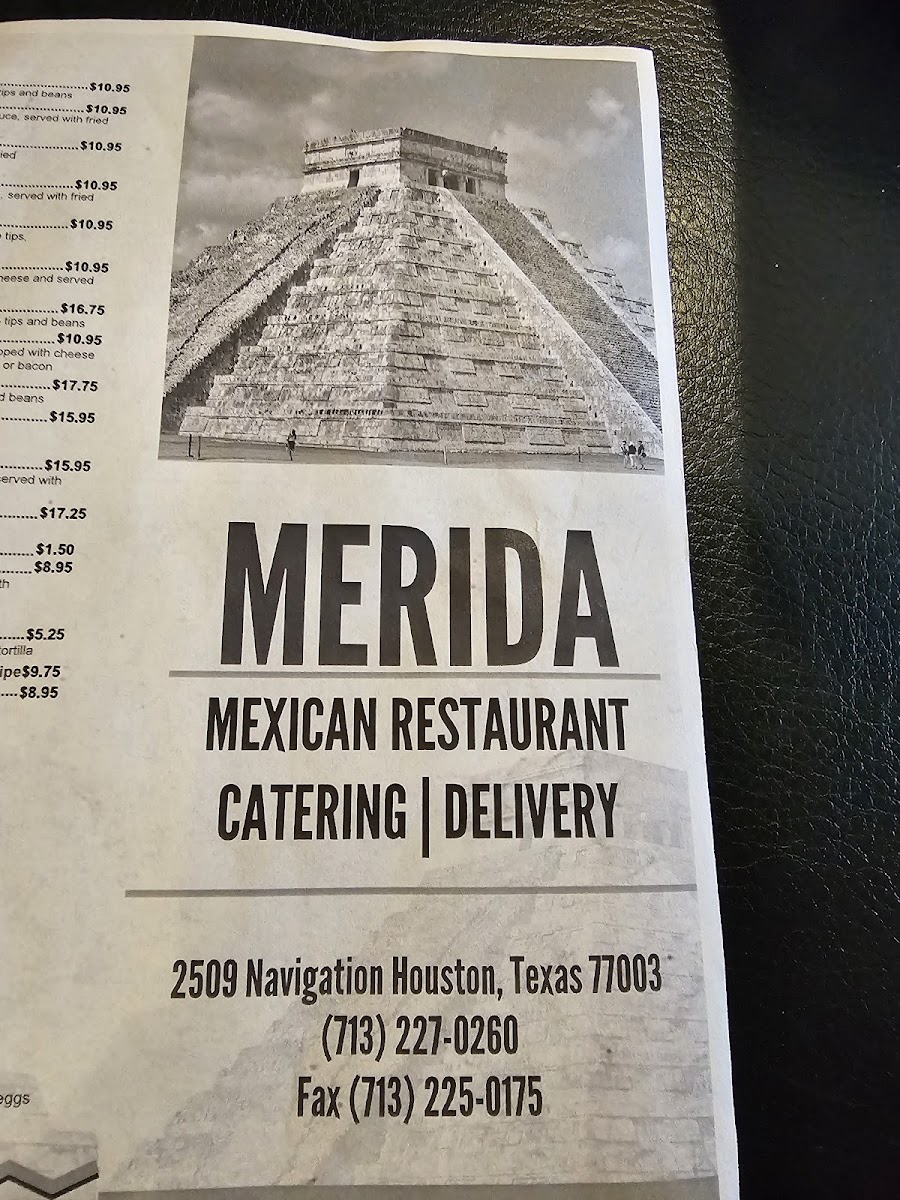 ..............................$10.95
ips and beans
..............................$10.95
uce, served with fried
..........................$10.95
ied
.........................$10.95
, served with fried
.......................$10.95
tips,
.....................$10.95
heese and served
....................$16.75
tips and beans
..................$10.95
pped with cheese
or bacon
................$17.75
d beans
..............$15.95
.............$15.95
served with
...........$17.25
..........$1.50
.........$8.95
th
......$5.25
tortilla
ipe$9.75
....$8.95
eggs
MERIDA
MEXICAN RESTAURANT
CATERING | DELIVERY
2509 Navigation Houston, Texas 77003
(713) 227-0260
Fax (713) 225-0175